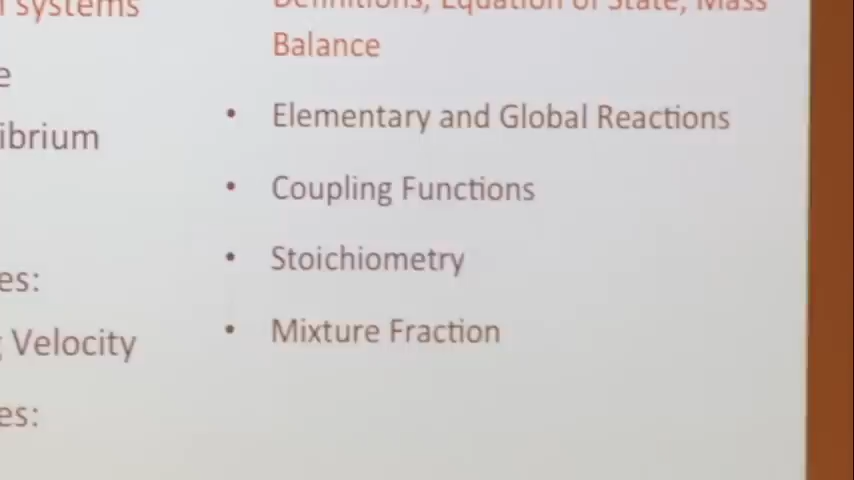 systems
Definitions, Equation of State, Mass
Balance
e
ibrium
• Elementary and Global Reactions
• Coupling Functions
• Stoichiometry
es:
• Mixture Fraction
Velocity
es: